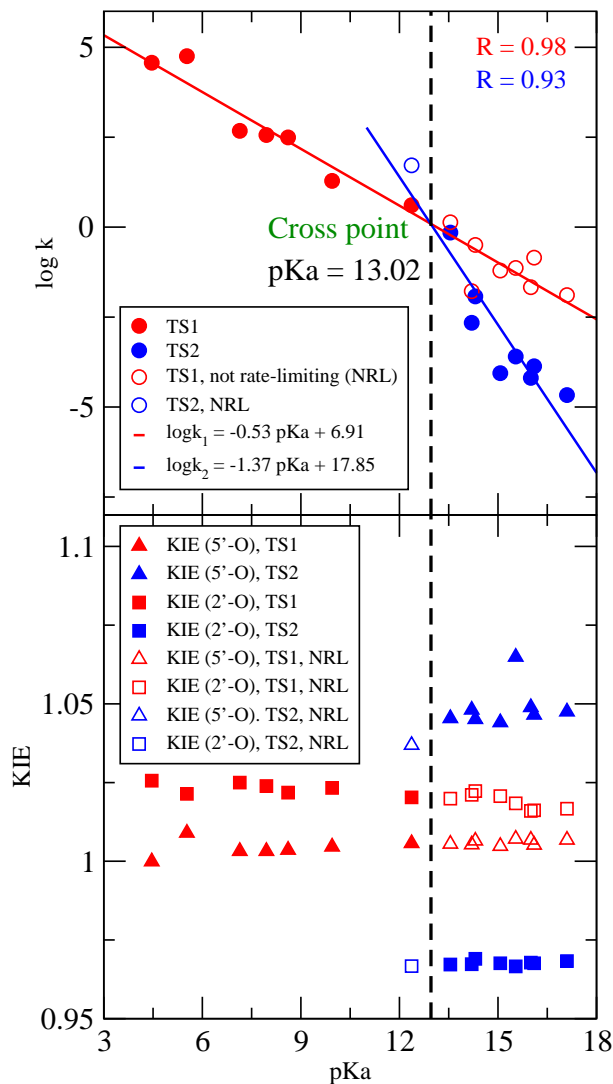 5
0
-5
log k
R = 0.98
R = 0.93
Cross point
pKa = 13.02
TS1
TS2
TS1, not rate-limiting (NRL)
TS2, NRL
logk₁ = -0.53 pKa + 6.91
logk₂ = -1.37 pKa + 17.85
1.1
1.05
1
0.95
KIE
KIE (5'-O), TS1
KIE (5'-O), TS2
KIE (2'-O), TS1
KIE (2'-O), TS2
KIE (5'-O), TS1, NRL
KIE (2'-O), TS1, NRL
KIE (5'-O). TS2, NRL
KIE (2'-O), TS2, NRL
3 6 9 12 15 18
pKa